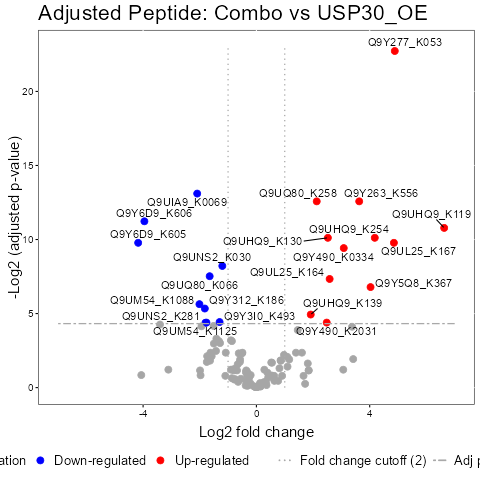 Adjusted Peptide: Combo vs USP30_OE
Q9Y277_K053
Q9UIA9_K0069
Q9UQ80_K258
Q9Y263_K556
Q9Y6D9_K606
Q9UHQ9_K119
Q9Y6D9_K605
Q9UHQ9_K254
Q9UHQ9_K130
Q9UNS2_K030
Q9Y490_K0334
Q9UL25_K167
Q9UQ80_K066
Q9UL25_K164
Q9Y5Q8_K367
Q9UM54_K1088
Q9Y312_K186
Q9UHQ9_K139
Q9UNS2_K281
Q9Y3I0_K493
Q9UM54_K1125
Q9Y490_K2031
-Log2 (adjusted p-value)
20
15
10
5
0
-4 0 4
Log2 fold change
ation Down-regulated Up-regulated Fold change cutoff (2) Adj p